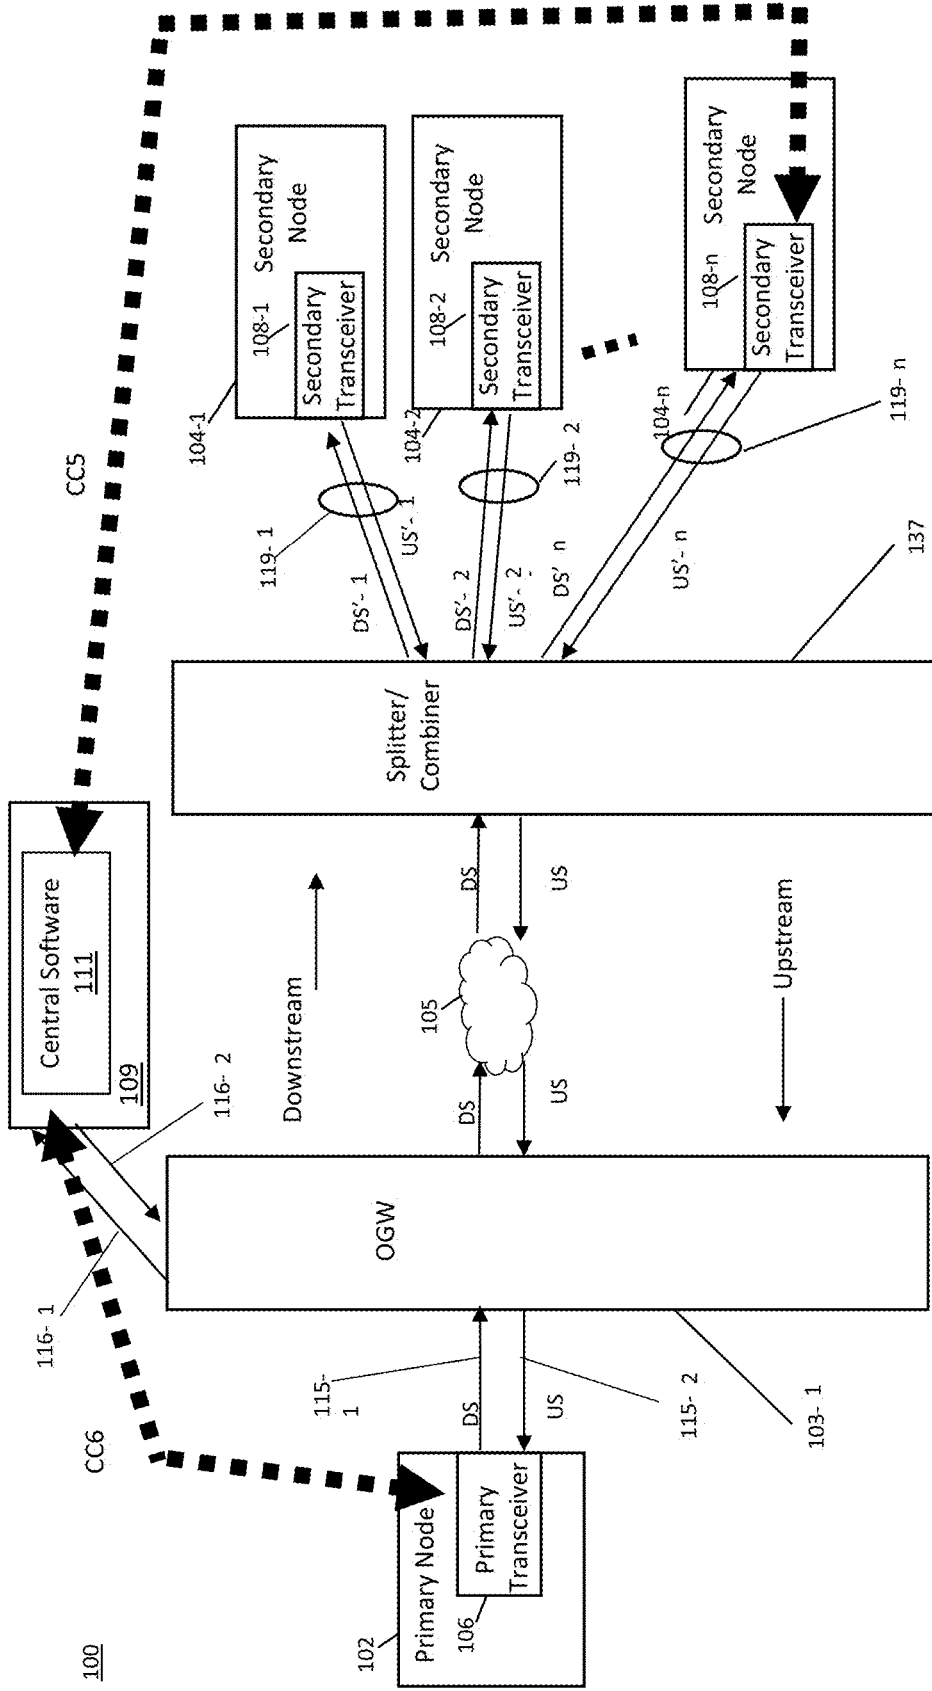 100
CC6
CC5
102
Primary Node
106
Primary
Transceiver
DS
US
115-
1
115- 2
103- 1
116- 1
116- 2
OGW
109
Central Software
111
Downstream
DS
US
105
DS
US
Upstream
Splitter/
Combiner
137
DS'- 1
US'- 1
119- 1
DS'- 2
US'- 2
119- 2
DS'- n
US'- n
119- n
104-1
108-1
Secondary
Node
Secondary
Transceiver
104-2
108-2
Secondary
Node
Secondary
Transceiver
104-n
108-n
Secondary
Node
Secondary
Transceiver